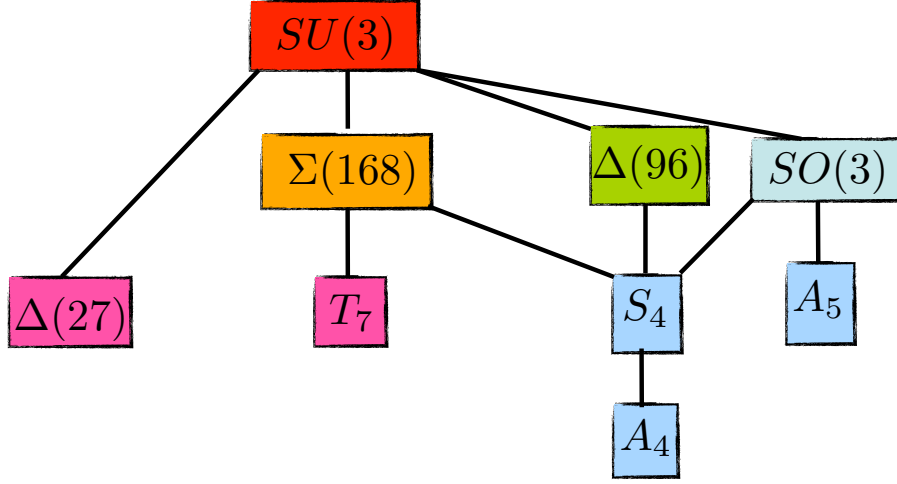 SU(3)
Σ(168)
Δ(96)
SO(3)
Δ(27)
T₇
S₄
A₅
A₄